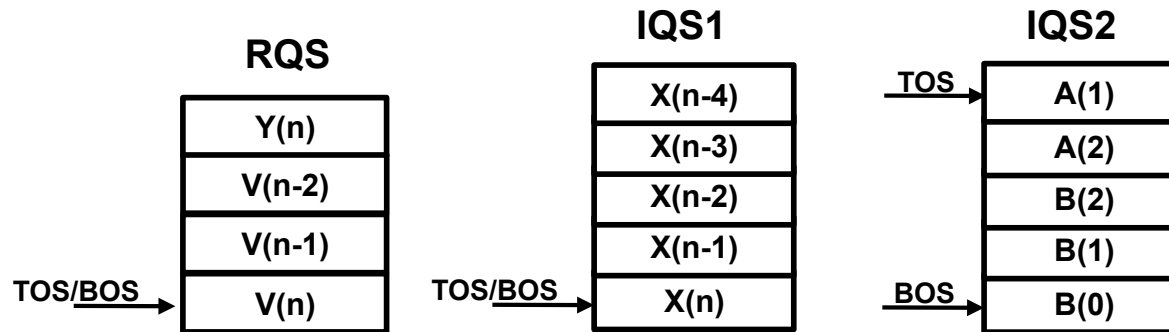 RQS
Y(n)
V(n-2)
V(n-1)
TOS/BOS
V(n)
IQS1
X(n-4)
X(n-3)
X(n-2)
X(n-1)
TOS/BOS
X(n)
IQS2
TOS
A(1)
A(2)
B(2)
B(1)
BOS
B(0)